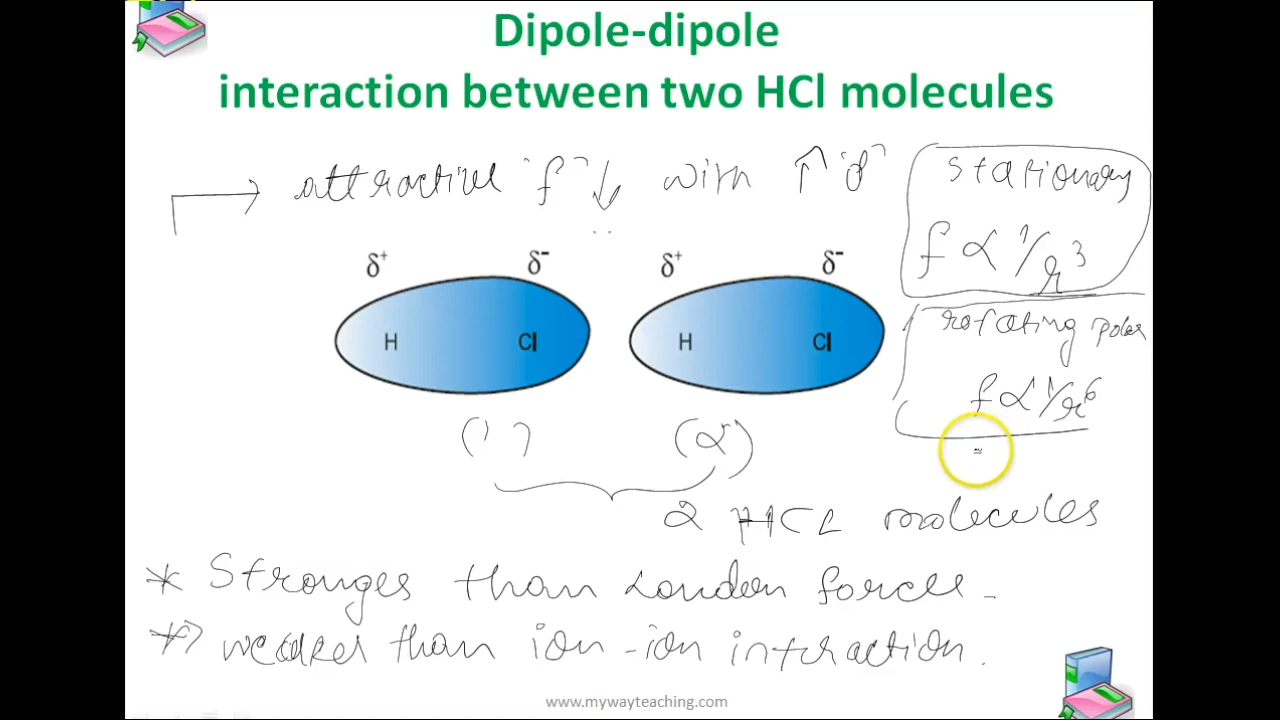 Dipole-dipole
interaction between two HCl molecules
attractive "f" ↓ with ↑ "d"
stationary
f ∝ 1/r³
δ⁺ δ⁻ δ⁺ δ⁻
H Cl H Cl
rotating poles
f ∝ 1/r⁶
(1) (2)
2 HCl molecules
* Stronger than London forces.
* weaker than ion-ion interaction.
www.mywayteaching.com